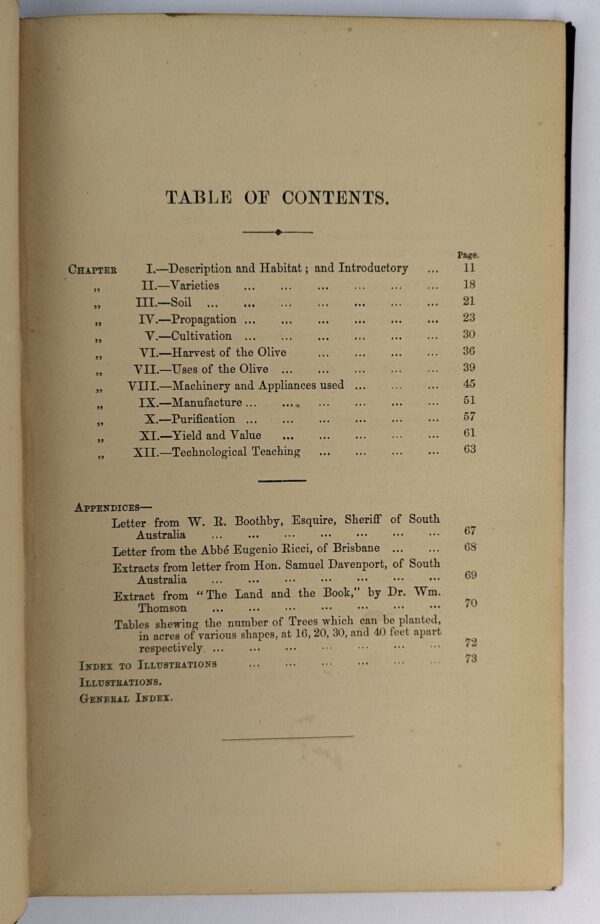 TABLE OF CONTENTS.
Page.
CHAPTER I.—Description and Habitat; and Introductory ... 11
„ II.—Varieties ... ... ... ... ... ... 18
„ III.—Soil ... ... ... ... ... ... ... 21
„ IV.—Propagation ... ... ... ... ... ... 23
„ V.—Cultivation ... ... ... ... ... ... 30
„ VI.—Harvest of the Olive ... ... ... ... 36
„ VII.—Uses of the Olive ... ... ... ... ... 39
„ VIII.—Machinery and Appliances used ... ... ... 45
„ IX.—Manufacture ... ... ... ... ... ... 51
„ X.—Purification ... ... ... ... ... ... 57
„ XI.—Yield and Value ... ... ... ... ... 61
„ XII.—Technological Teaching ... ... ... ... 63
APPENDICES—
Letter from W. R. Boothby, Esquire, Sheriff of South
Australia ... ... ... ... ... ... ... 67
Letter from the Abbé Eugenio Ricci, of Brisbane ... ... 68
Extracts from letter from Hon. Samuel Davenport, of South
Australia ... ... ... ... ... ... ... 69
Extract from "The Land and the Book," by Dr. Wm.
Thomson ... ... ... ... ... ... ... 70
Tables shewing the number of Trees which can be planted,
in acres of various shapes, at 16, 20, 30, and 40 feet apart
respectively ... ... ... ... ... ... ... 72
INDEX TO ILLUSTRATIONS ... ... ... ... ... ... 73
ILLUSTRATIONS.
GENERAL INDEX.